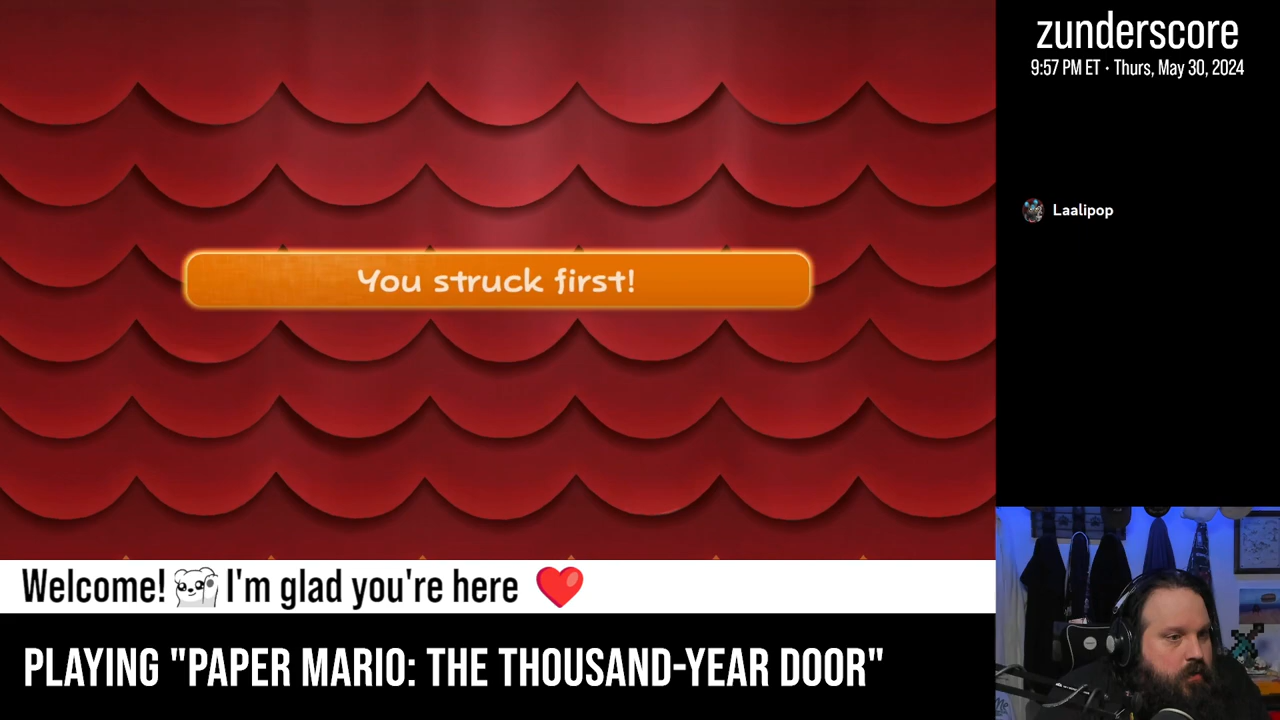 zunderscore
9:57 PM ET • Thurs, May 30, 2024
Laalipop
You struck first!
Welcome! I'm glad you're here
PLAYING "PAPER MARIO: THE THOUSAND-YEAR DOOR"